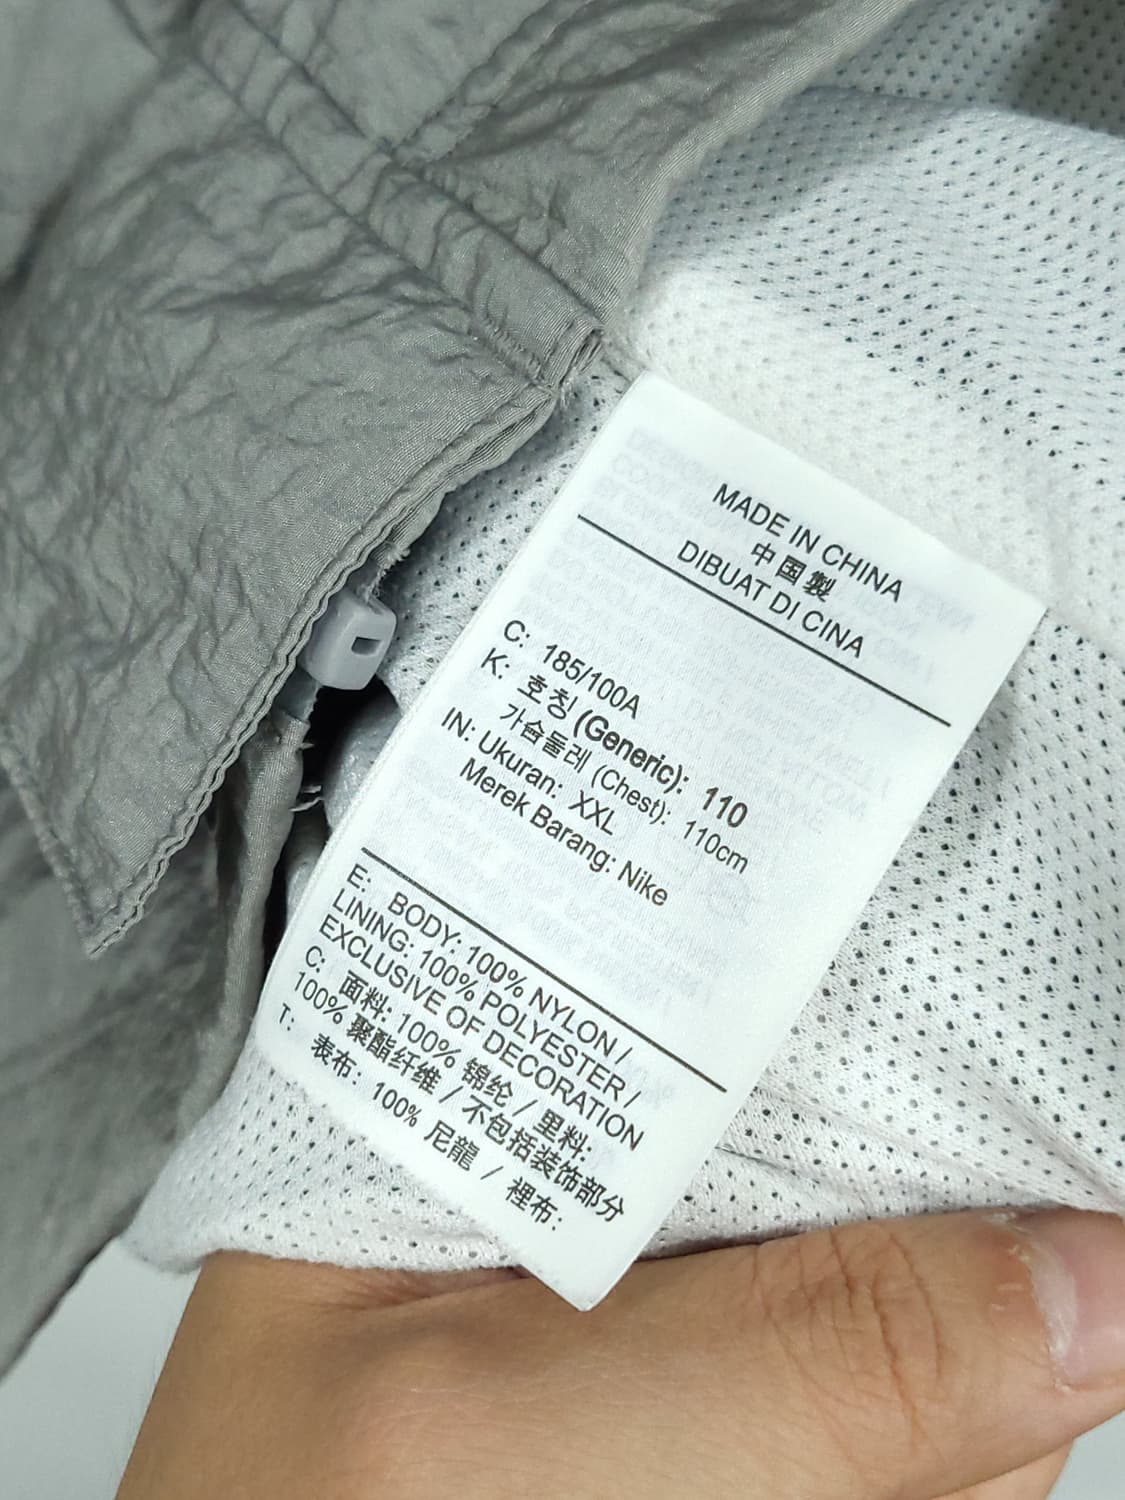 MADE IN CHINA
中国製
DIBUAT DI CINA
C: 185/100A
K: 호칭 (Generic): 110
가슴둘레 (Chest): 110cm
IN: Ukuran: XXL
Merek Barang: Nike
E: BODY: 100% NYLON /
LINING: 100% POLYESTER /
EXCLUSIVE OF DECORATION
C: 面料: 100% 锦纶 / 里料:
100% 聚酯纤维 / 不包括装饰部分
T: 表布: 100% 尼龍 / 裡布: